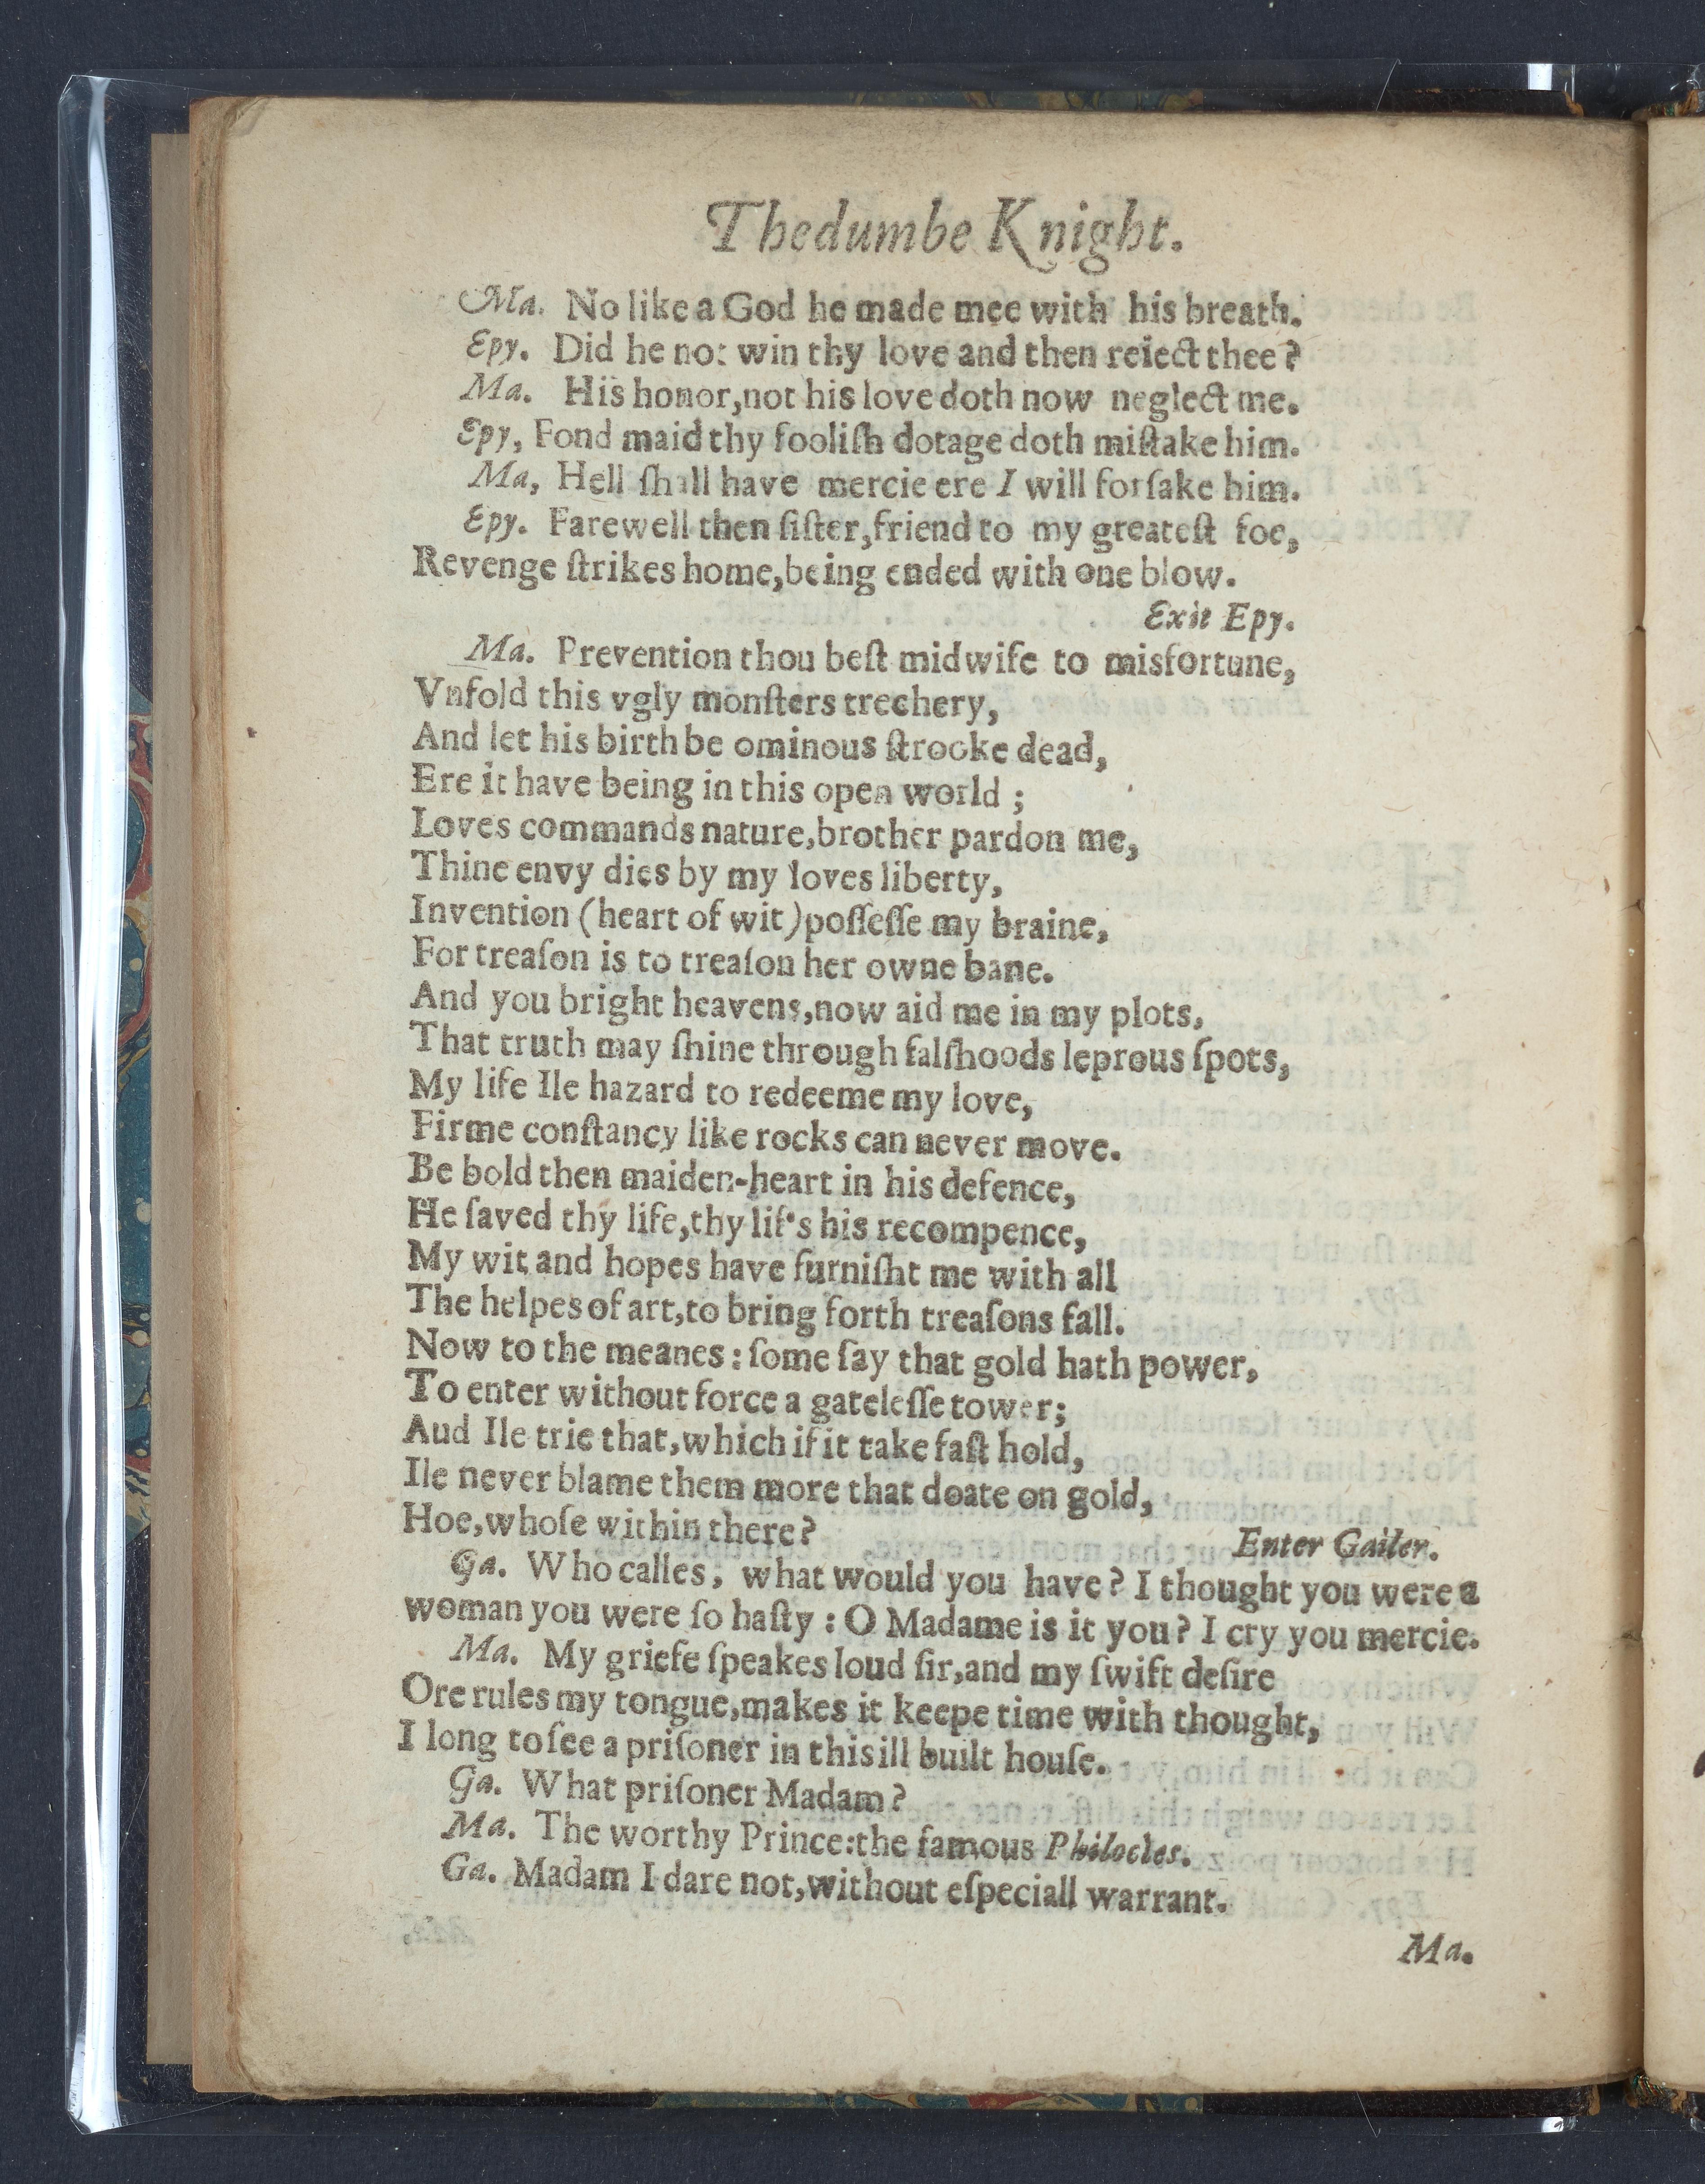 Thedumbe Knight.
Ma. No like a God he made mee with his breath.
Epy. Did he not win thy love and then reiect thee?
Ma. His honor,not his love doth now neglect me.
Epy, Fond maid thy fooliſh dotage doth miſtake him.
Ma, Hell ſhall have mercie ere I will forſake him.
Epy. Farewell then ſiſter,friend to my greateſt foe,
Revenge ſtrikes home,being ended with one blow.
Exit Epy.
Ma. Prevention thou beſt midwife to misfortune,
Vnfold this vgly monſters trechery,
And let his birth be ominous ſtrooke dead,
Ere it have being in this open world ;
Loves commands nature,brother pardon me,
Thine envy dies by my loves liberty,
Invention (heart of wit)poſſeſſe my braine,
For treaſon is to treaſon her owne bane.
And you bright heavens,now aid me in my plots,
That truth may ſhine through falſhoods leprous ſpots,
My life Ile hazard to redeeme my love,
Firme conſtancy like rocks can never move.
Be bold then maiden-heart in his defence,
He ſaved thy life,thy lif's his recompence,
My wit and hopes have furniſht me with all
The helpes of art,to bring forth treaſons fall.
Now to the meanes : ſome ſay that gold hath power,
To enter without force a gateleſſe tower;
Aud Ile trie that,which if it take faſt hold,
Ile never blame them more that doate on gold,
Hoe,whoſe within there? Enter Gailer.
Ga. Who calles, what would you have? I thought you were a
woman you were ſo haſty : O Madame is it you? I cry you mercie.
Ma. My griefe ſpeakes loud ſir,and my ſwift deſire
Ore rules my tongue,makes it keepe time with thought,
I long to ſee a priſoner in this ill built houſe.
Ga. What priſoner Madam?
Ma. The worthy Prince:the famous Philocles.
Ga. Madam I dare not,without eſpeciall warrant.
Ma.